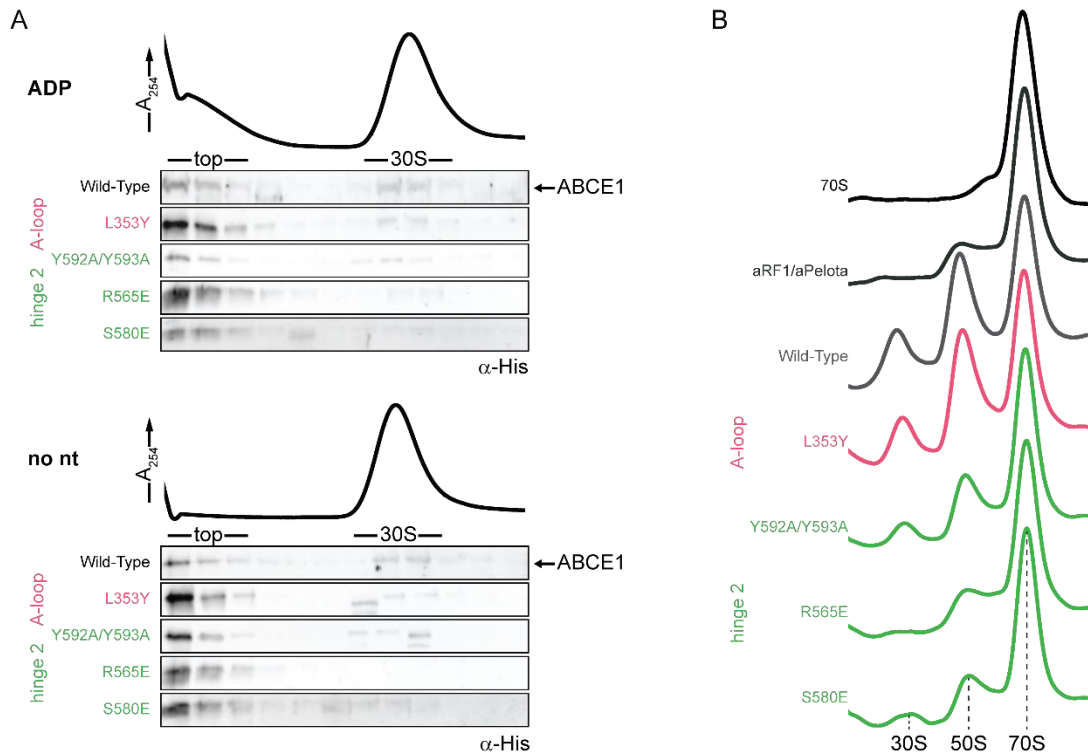 A
ADP
A254
top
30S
Wild-Type
ABCE1
A-loop
L353Y
Y592A/Y593A
hinge 2
R565E
S580E
α-His
no nt
A254
top
30S
Wild-Type
ABCE1
A-loop
L353Y
Y592A/Y593A
hinge 2
R565E
S580E
α-His
B
70S
aRF1/aPelota
Wild-Type
A-loop
L353Y
Y592A/Y593A
hinge 2
R565E
S580E
30S 50S 70S